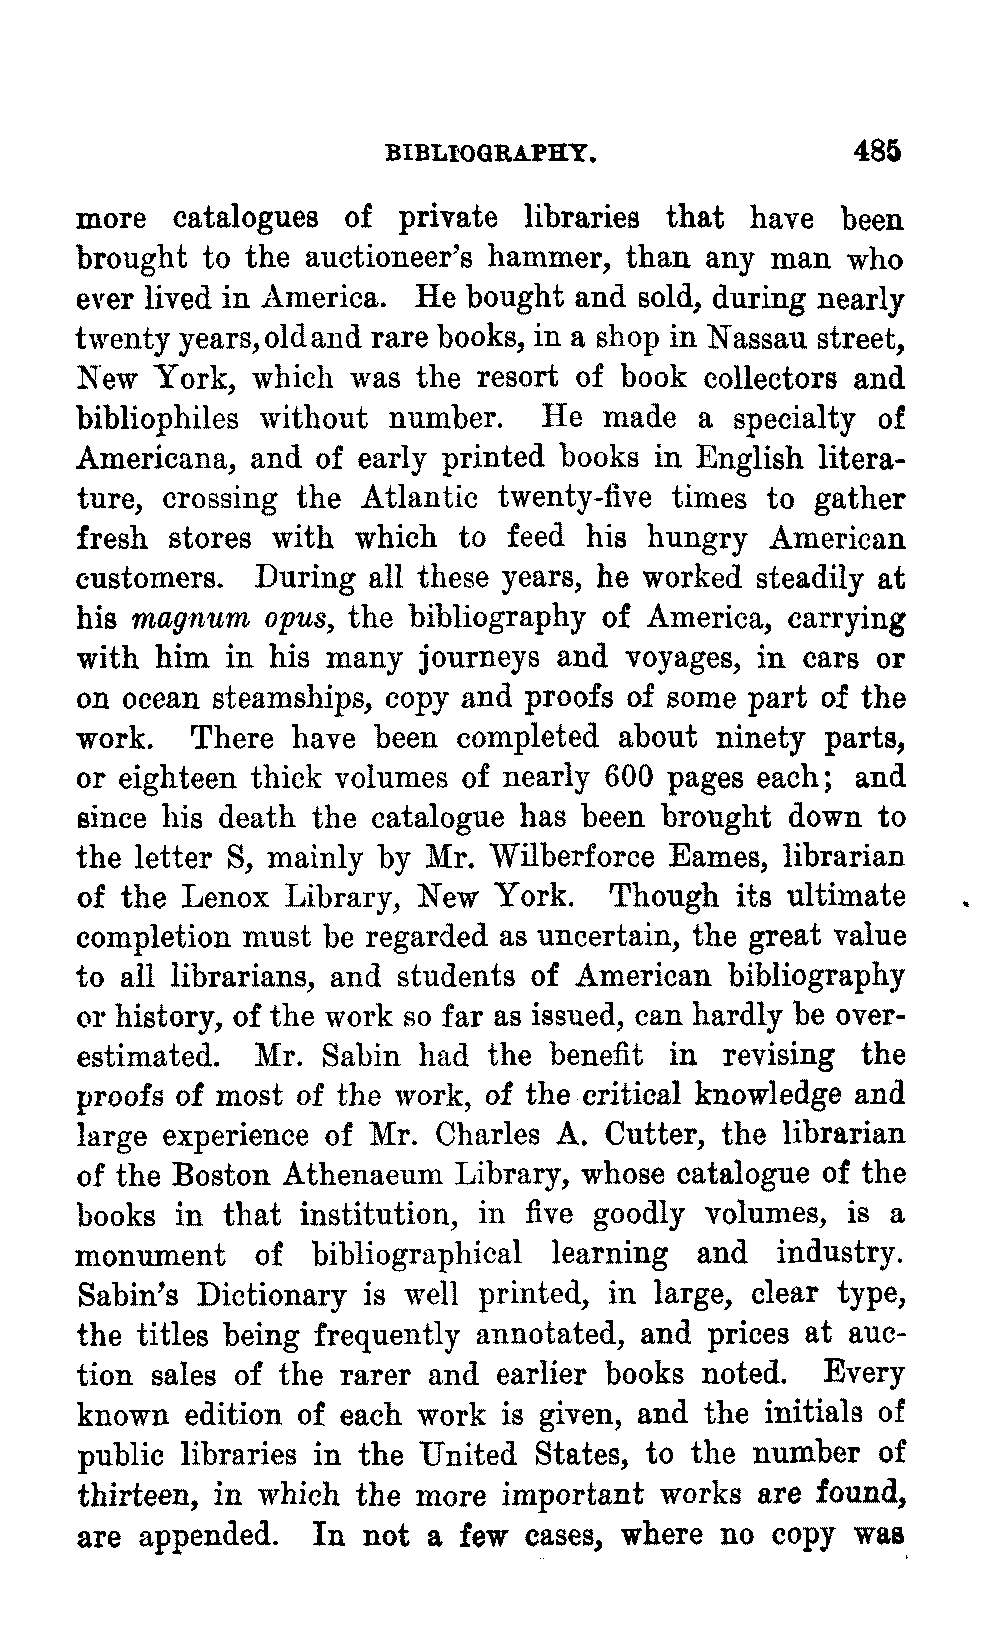 BIBLIOGRAPHY. 485
more catalogues of private libraries that have been
brought to the auctioneer's hammer, than any man who
ever lived in America. He bought and sold, during nearly
twenty years, old and rare books, in a shop in Nassau street,
New York, which was the resort of book collectors and
bibliophiles without number. He made a specialty of
Americana, and of early printed books in English litera-
ture, crossing the Atlantic twenty-five times to gather
fresh stores with which to feed his hungry American
customers. During all these years, he worked steadily at
his magnum opus, the bibliography of America, carrying
with him in his many journeys and voyages, in cars or
on ocean steamships, copy and proofs of some part of the
work. There have been completed about ninety parts,
or eighteen thick volumes of nearly 600 pages each; and
since his death the catalogue has been brought down to
the letter S, mainly by Mr. Wilberforce Eames, librarian
of the Lenox Library, New York. Though its ultimate
completion must be regarded as uncertain, the great value
to all librarians, and students of American bibliography
or history, of the work so far as issued, can hardly be over-
estimated. Mr. Sabin had the benefit in revising the
proofs of most of the work, of the critical knowledge and
large experience of Mr. Charles A. Cutter, the librarian
of the Boston Athenaeum Library, whose catalogue of the
books in that institution, in five goodly volumes, is a
monument of bibliographical learning and industry.
Sabin's Dictionary is well printed, in large, clear type,
the titles being frequently annotated, and prices at auc-
tion sales of the rarer and earlier books noted. Every
known edition of each work is given, and the initials of
public libraries in the United States, to the number of
thirteen, in which the more important works are found,
are appended. In not a few cases, where no copy was